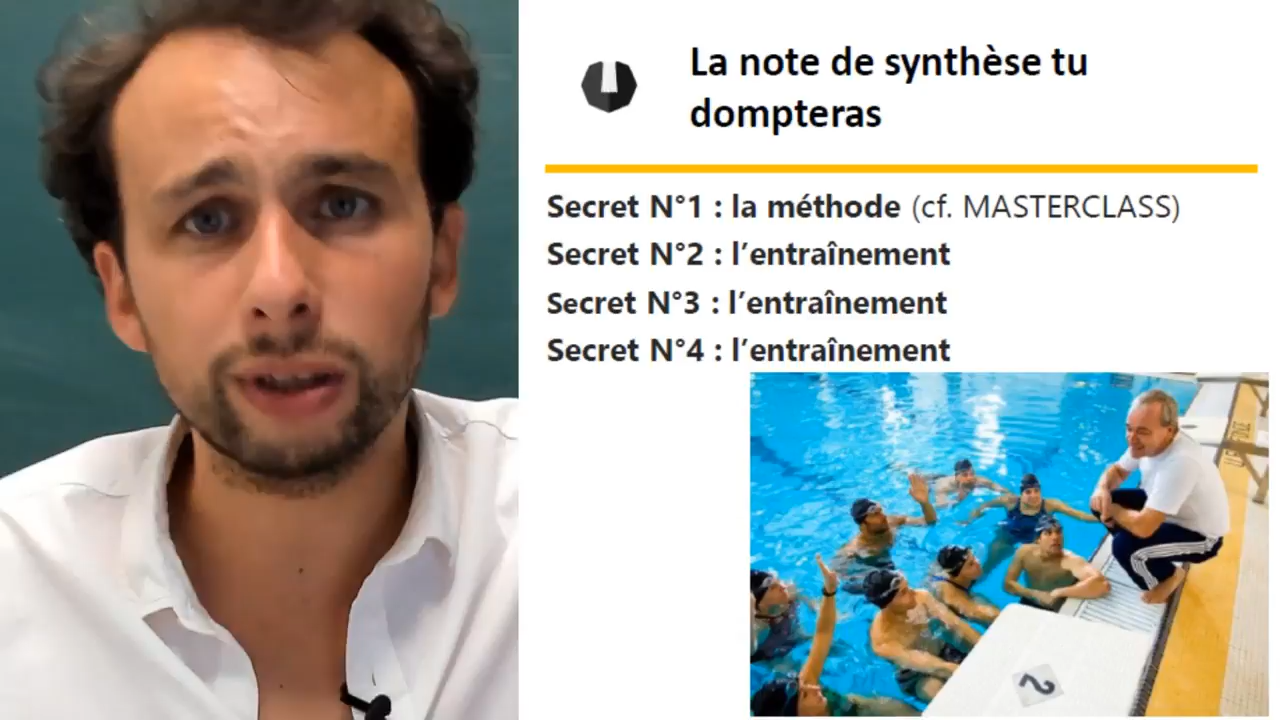 La note de synthèse tu
dompteras
Secret N°1 : la méthode (cf. MASTERCLASS)
Secret N°2 : l’entraînement
Secret N°3 : l’entraînement
Secret N°4 : l’entraînement
2